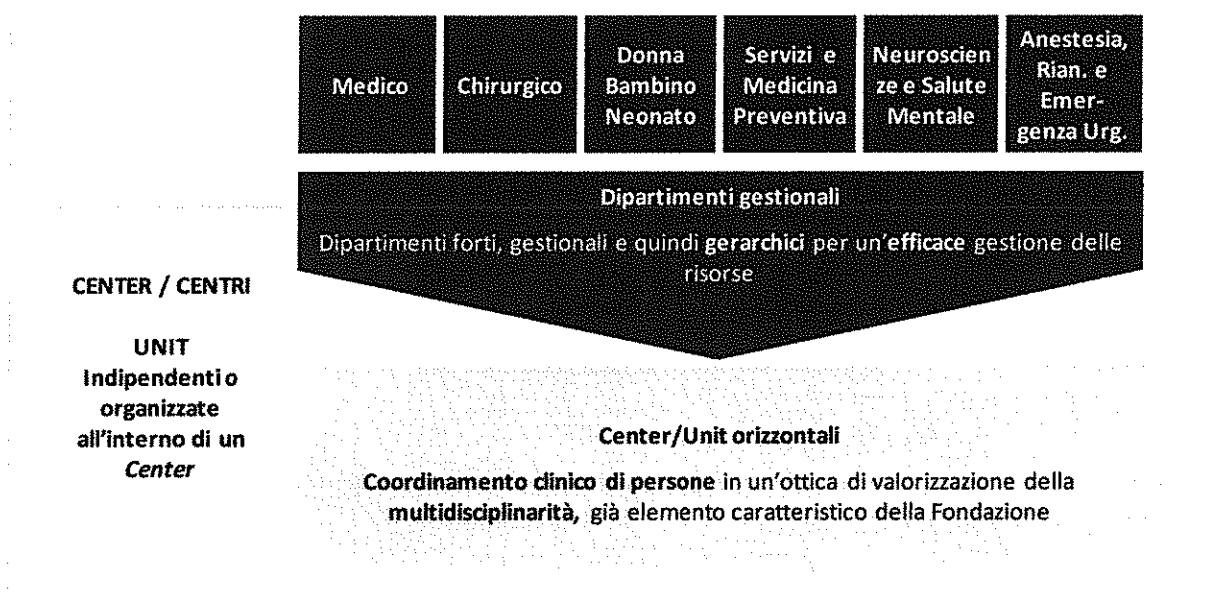 Medico
Chirurgico
Donna
Bambino
Neonato
Servizi e
Medicina
Preventiva
Neuroscien
ze e Salute
Mentale
Anestesia,
Rian. e
Emer-
genza Urg.
Dipartimenti gestionali
Dipartimenti forti, gestionali e quindi gerarchici per un'efficace gestione delle
risorse
CENTER / CENTRI
UNIT
Indipendenti o
organizzate
all'interno di un
Center
Center/Unit orizzontali
Coordinamento clinico di persone in un'ottica di valorizzazione della
multidisciplinarità, già elemento caratteristico della Fondazione